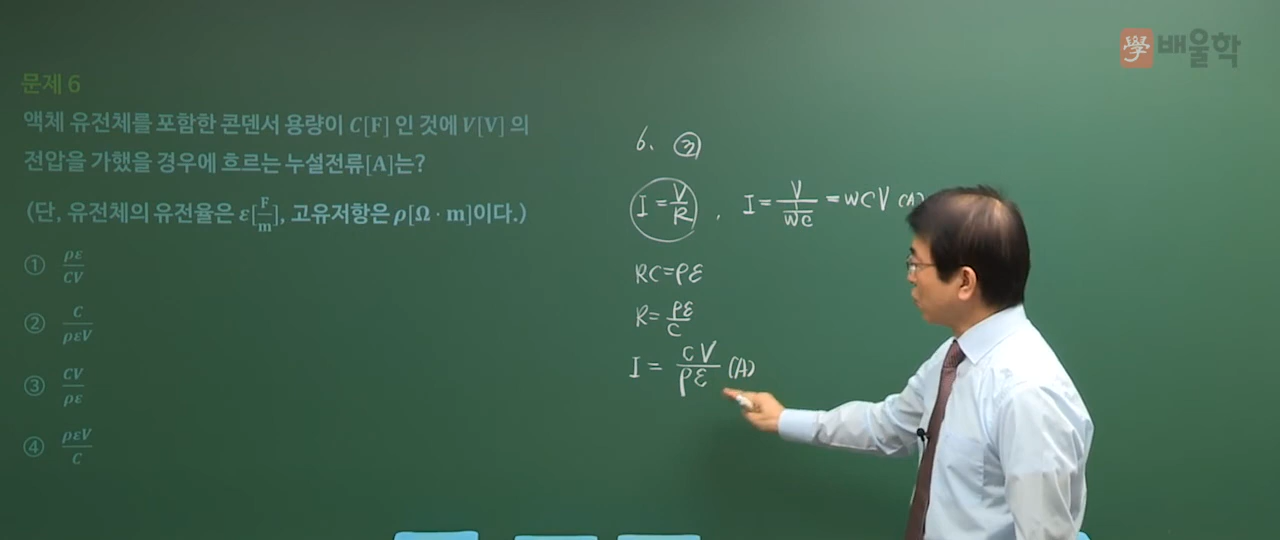 學 배울학
문제 6
액체 유전체를 포함한 콘덴서 용량이 C[F] 인 것에 V[V] 의
전압을 가했을 경우에 흐르는 누설전류[A]는?
(단, 유전체의 유전율은 ε[F/m], 고유저항은 ρ[Ω · m]이다.)
① ρε/CV
② C/ρεV
③ CV/ρε
④ ρεV/C
6. ③
I = V/R , I = V/(1/WC) = WCV (A)
RC = ρε
R = ρε/C
I = CV/ρε (A)